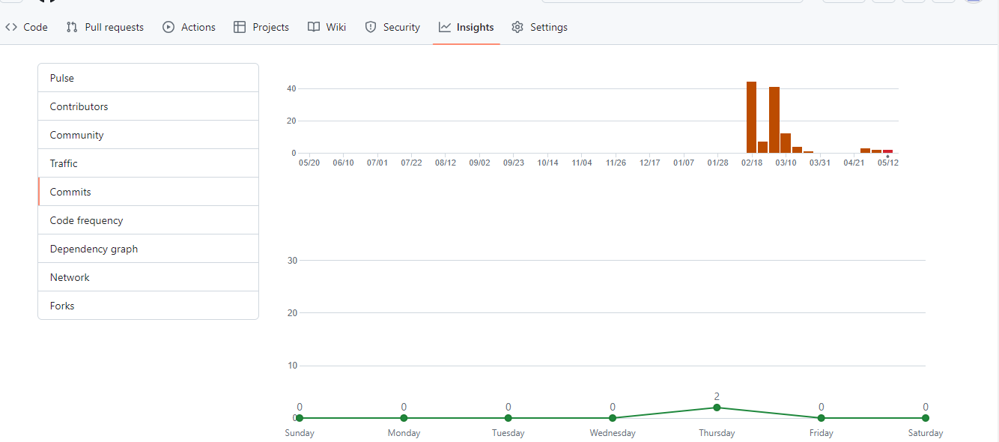 Code Pull requests Actions Projects Wiki Security Insights Settings
Pulse
Contributors
Community
Traffic
Commits
Code frequency
Dependency graph
Network
Forks
40
20
0
05/20 06/10 07/01 07/22 08/12 09/02 09/23 10/14 11/04 11/26 12/17 01/07 01/28 02/18 03/10 03/31 04/21 05/12
30
20
10
0
0 0 0 0 2 0 0
Sunday Monday Tuesday Wednesday Thursday Friday Saturday